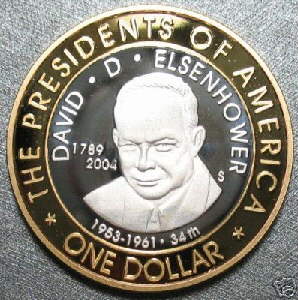 THE PRESIDENTS OF AMERICA
DAVID · D · ELSENHOWER
1789
2004
S
1953-1961 · 34th
* ONE DOLLAR *